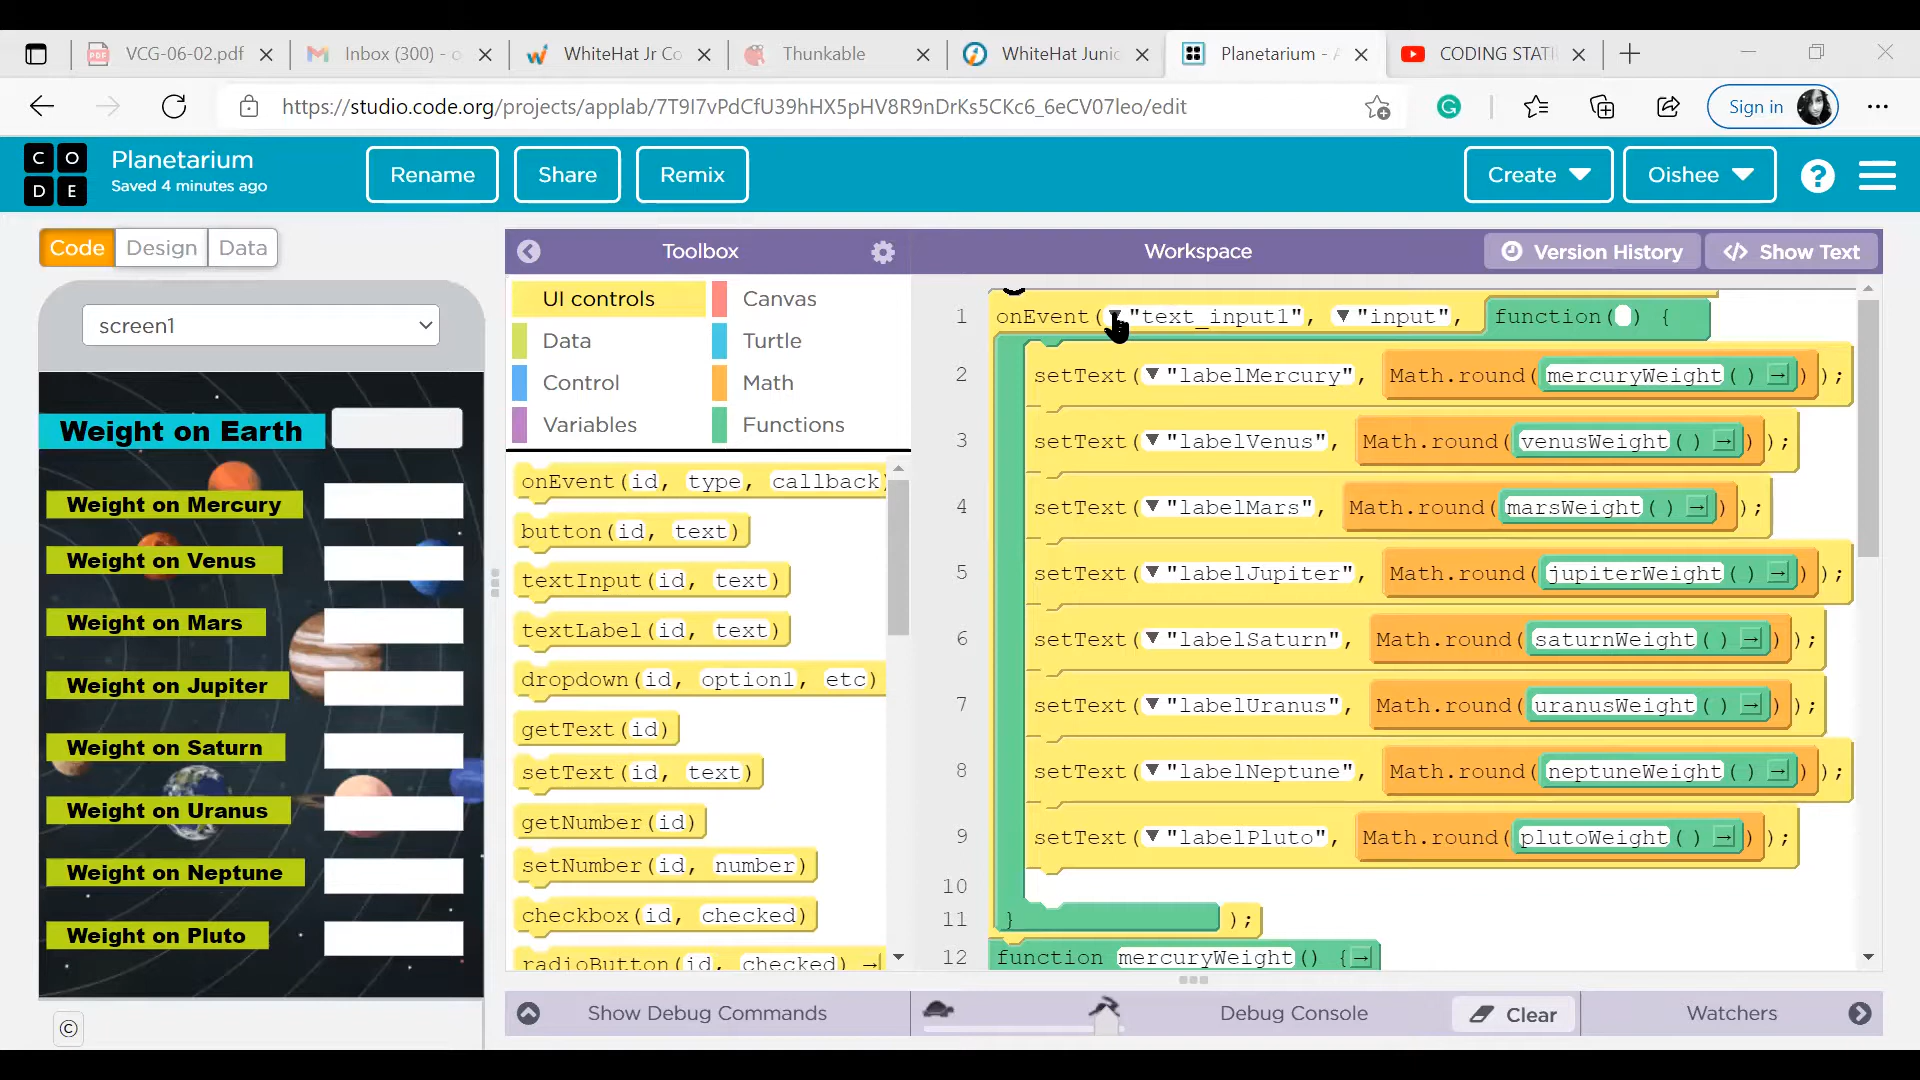 VCG-06-02.pdf
Inbox (300) - o
WhiteHat Jr Co
Thunkable
WhiteHat Junic
Planetarium - A
CODING STATI
https://studio.code.org/projects/applab/7T9I7vPdCfU39hHX5pHV8R9nDrKs5CKc6_6eCV07leo/edit
Sign in
CODE
Planetarium
Saved 4 minutes ago
Rename
Share
Remix
Create
Oishee
?
Code
Design
Data
Toolbox
Workspace
Version History
</> Show Text
screen1
Weight on Earth
Weight on Mercury
Weight on Venus
Weight on Mars
Weight on Jupiter
Weight on Saturn
Weight on Uranus
Weight on Neptune
Weight on Pluto
©
UI controls
Canvas
Data
Turtle
Control
Math
Variables
Functions
onEvent(id, type, callback)
button(id, text)
textInput(id, text)
textLabel(id, text)
dropdown(id, option1, etc)
getText(id)
setText(id, text)
getNumber(id)
setNumber(id, number)
checkbox(id, checked)
radioButton(id, checked)
1 onEvent("text_input1", "input", function( ) {
2 setText("labelMercury", Math.round(mercuryWeight()));
3 setText("labelVenus", Math.round(venusWeight()));
4 setText("labelMars", Math.round(marsWeight()));
5 setText("labelJupiter", Math.round(jupiterWeight()));
6 setText("labelSaturn", Math.round(saturnWeight()));
7 setText("labelUranus", Math.round(uranusWeight()));
8 setText("labelNeptune", Math.round(neptuneWeight()));
9 setText("labelPluto", Math.round(plutoWeight()));
10
11 } );
12 function mercuryWeight() {
Show Debug Commands
Debug Console
Clear
Watchers